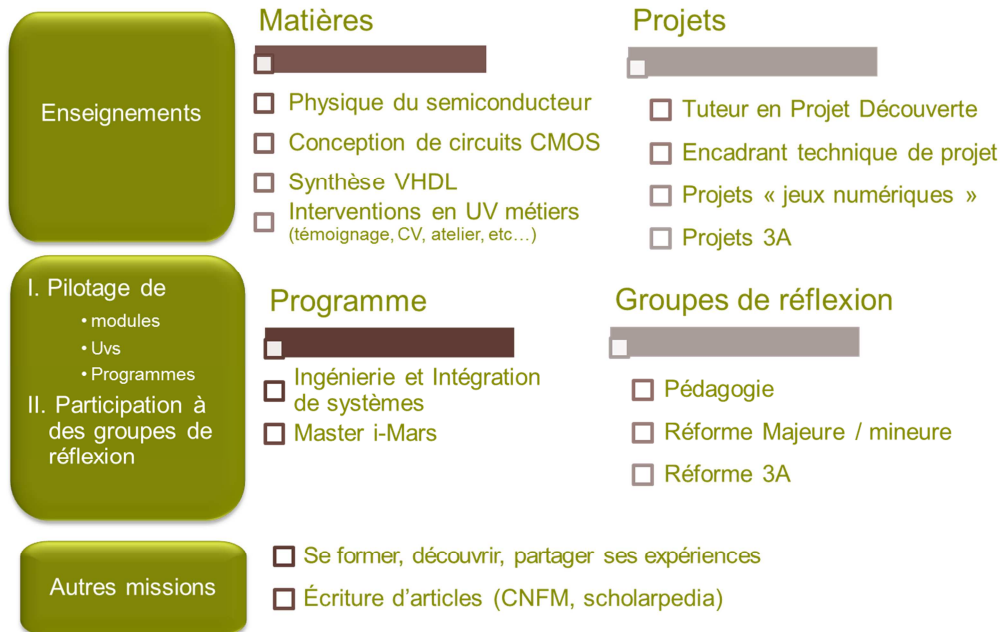 Enseignements
Matières
Physique du semiconducteur
Conception de circuits CMOS
Synthèse VHDL
Interventions en UV métiers
(témoignage, CV, atelier, etc…)
Projets
Tuteur en Projet Découverte
Encadrant technique de projet
Projets « jeux numériques »
Projets 3A
I. Pilotage de
• modules
• Uvs
• Programmes
II. Participation à
des groupes de
réflexion
Programme
Ingénierie et Intégration
de systèmes
Master i-Mars
Groupes de réflexion
Pédagogie
Réforme Majeure / mineure
Réforme 3A
Autres missions
Se former, découvrir, partager ses expériences
Écriture d’articles (CNFM, scholarpedia)